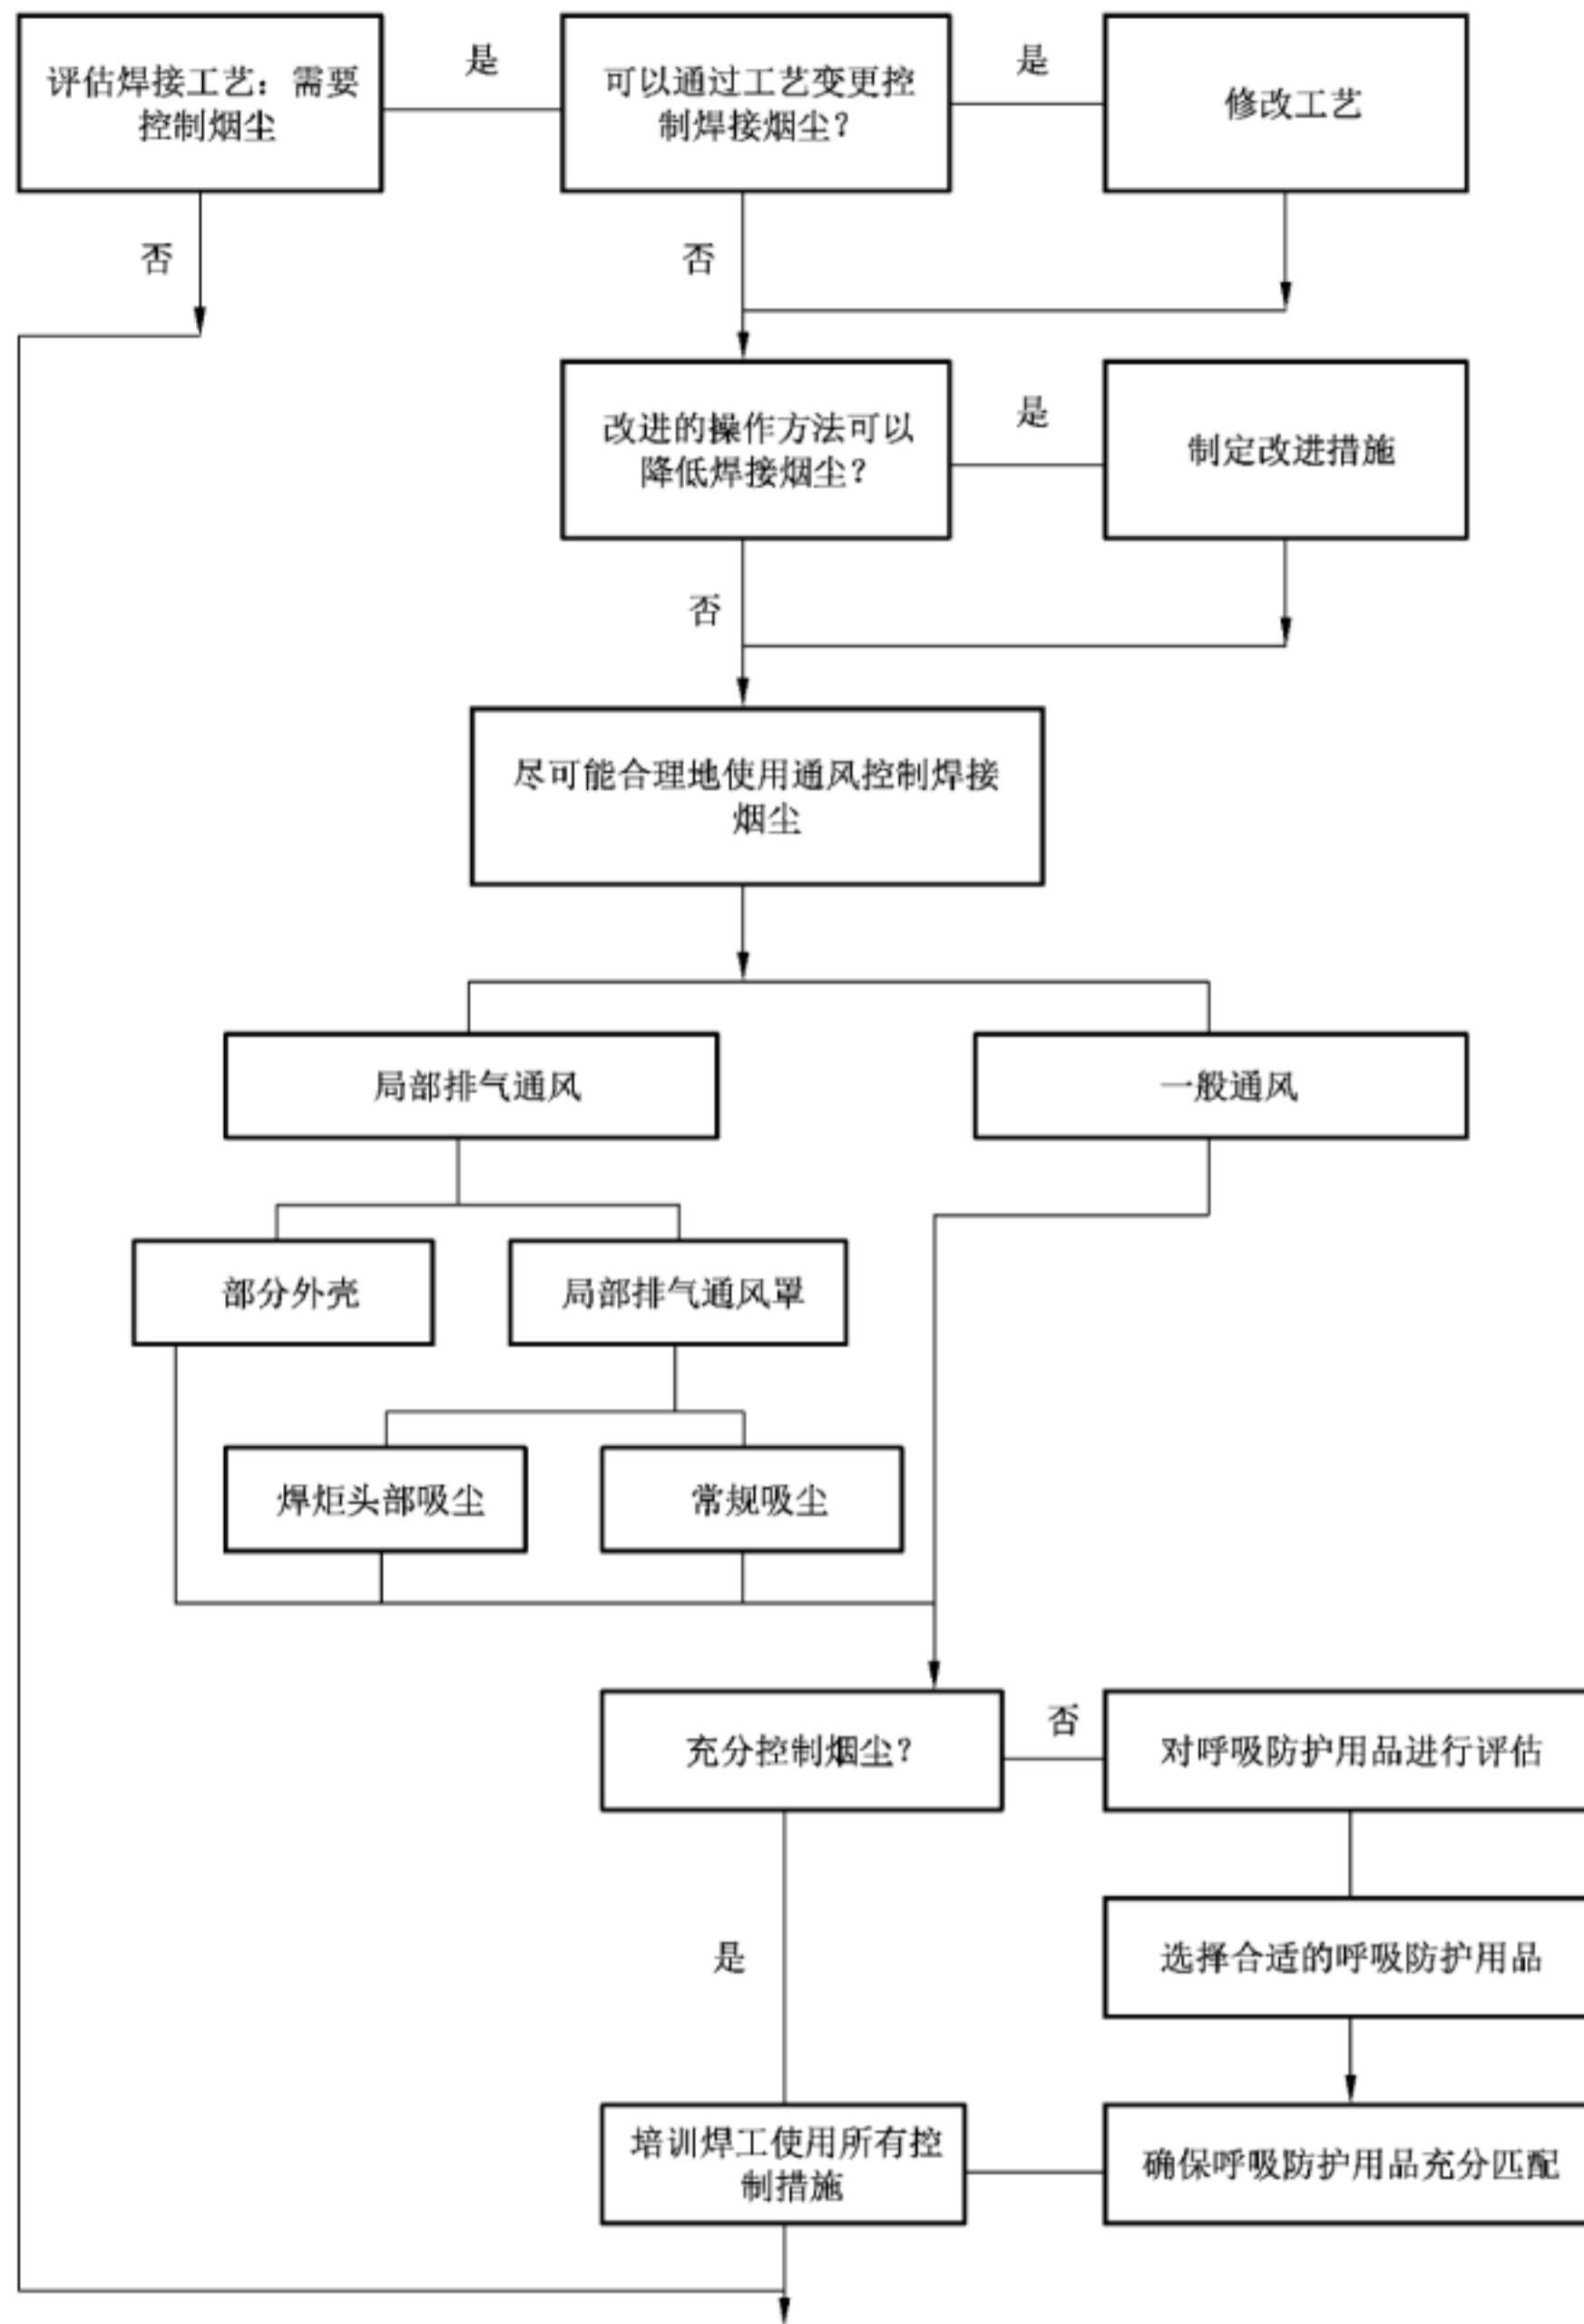 评估焊接工艺：需要
控制烟尘
是
可以通过工艺变更控
制焊接烟尘？
是
修改工艺
否
否
改进的操作方法可以
降低焊接烟尘？
是
制定改进措施
否
尽可能合理地使用通风控制焊接
烟尘
局部排气通风
一般通风
部分外壳
局部排气通风罩
焊炬头部吸尘
常规吸尘
充分控制烟尘？
否
对呼吸防护用品进行评估
是
选择合适的呼吸防护用品
培训焊工使用所有控
制措施
确保呼吸防护用品充分匹配